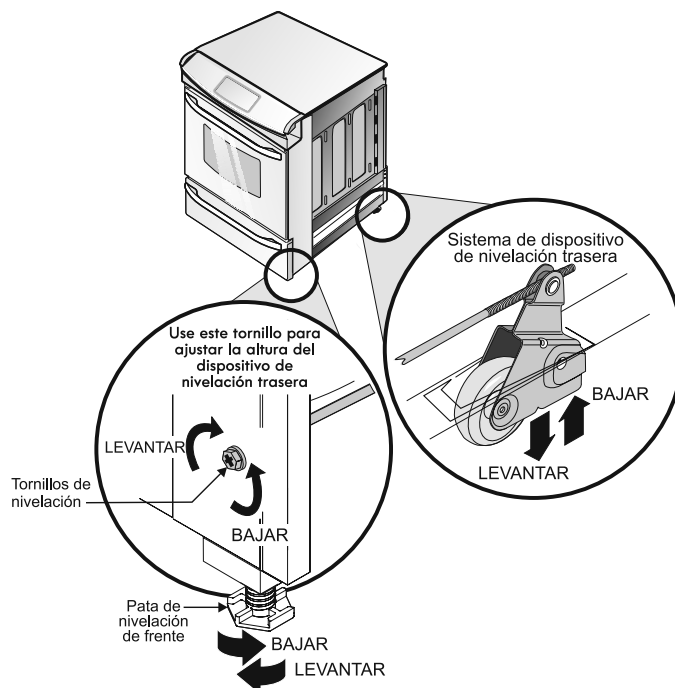 Sistema de dispositivo
de nivelación trasera
BAJAR
LEVANTAR
Use este tornillo para
ajustar la altura del
dispositivo de
nivelación trasera
LEVANTAR
BAJAR
Tornillos de
nivelación
Pata de
nivelación
de frente
BAJAR
LEVANTAR